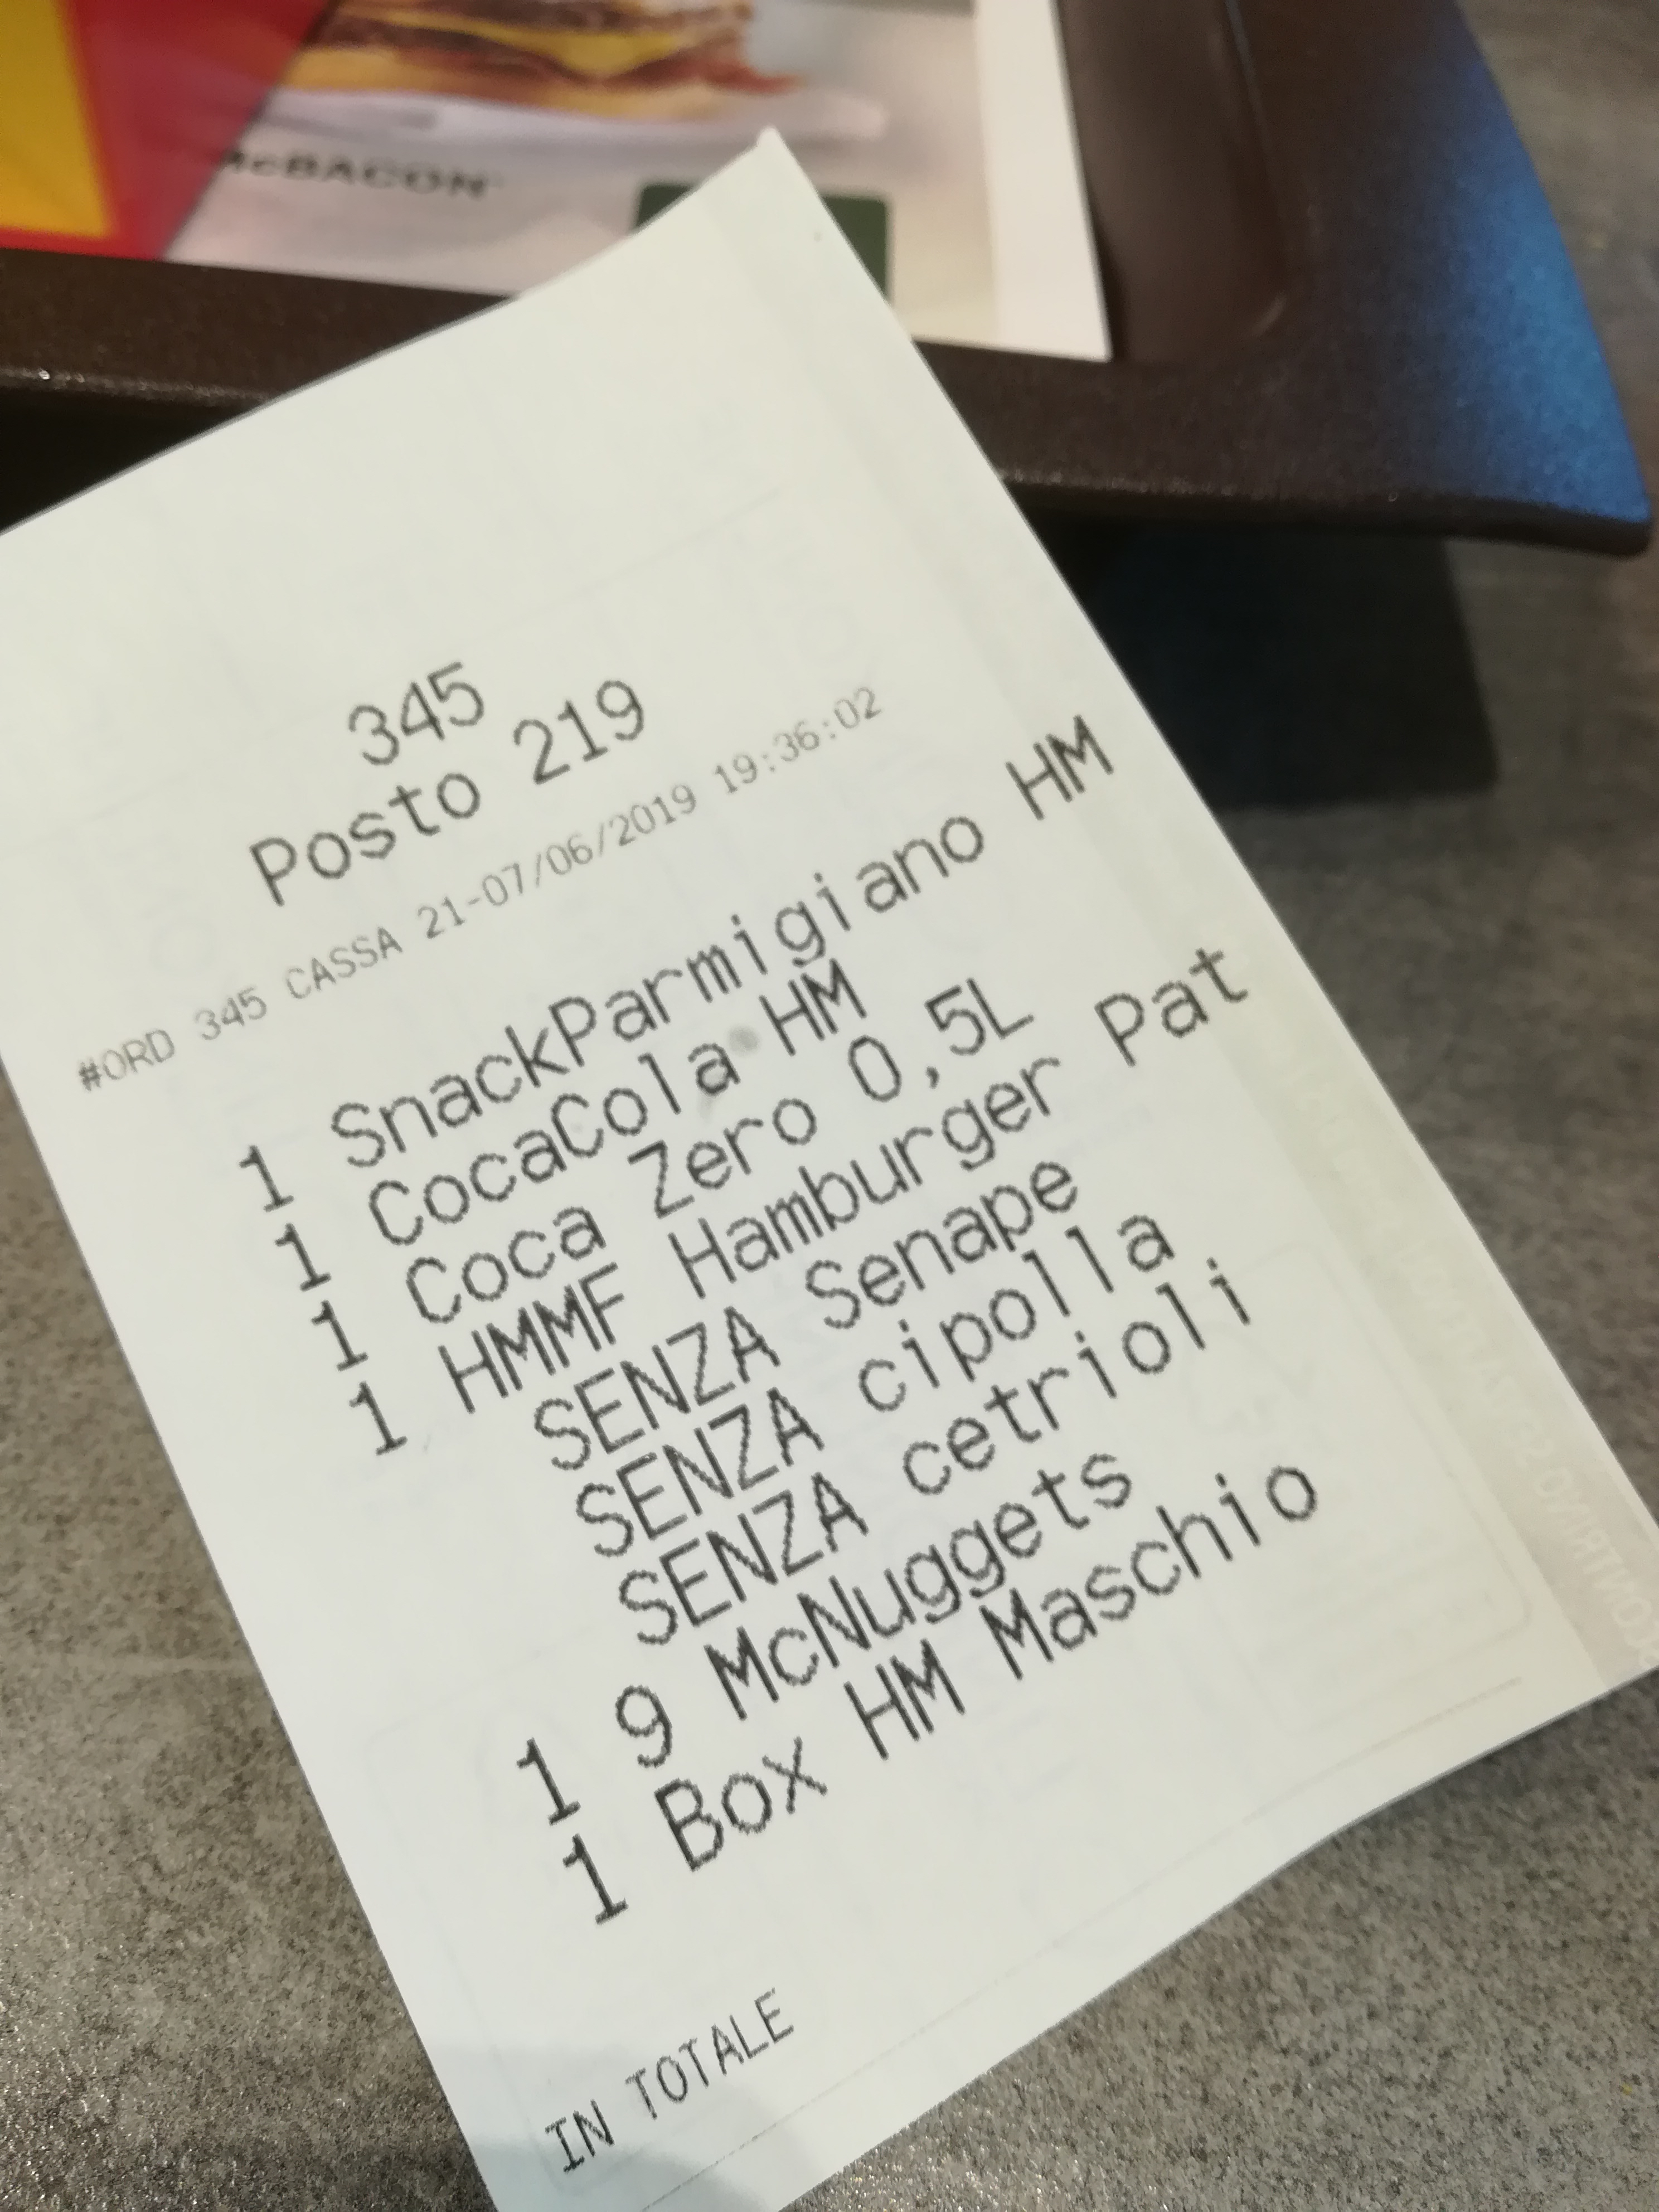 McBACON
345
Posto 219
#ORD 345 CASSA 21-07/06/2019 19:36:02
1 SnackParmigiano HM
1 CocaCola HM
1 Coca Zero 0,5L
1 HMMF Hamburger Pat
SENZA Senape
SENZA cipolla
SENZA cetrioli
1 9 McNuggets
1 Box HM Maschio
IN TOTALE